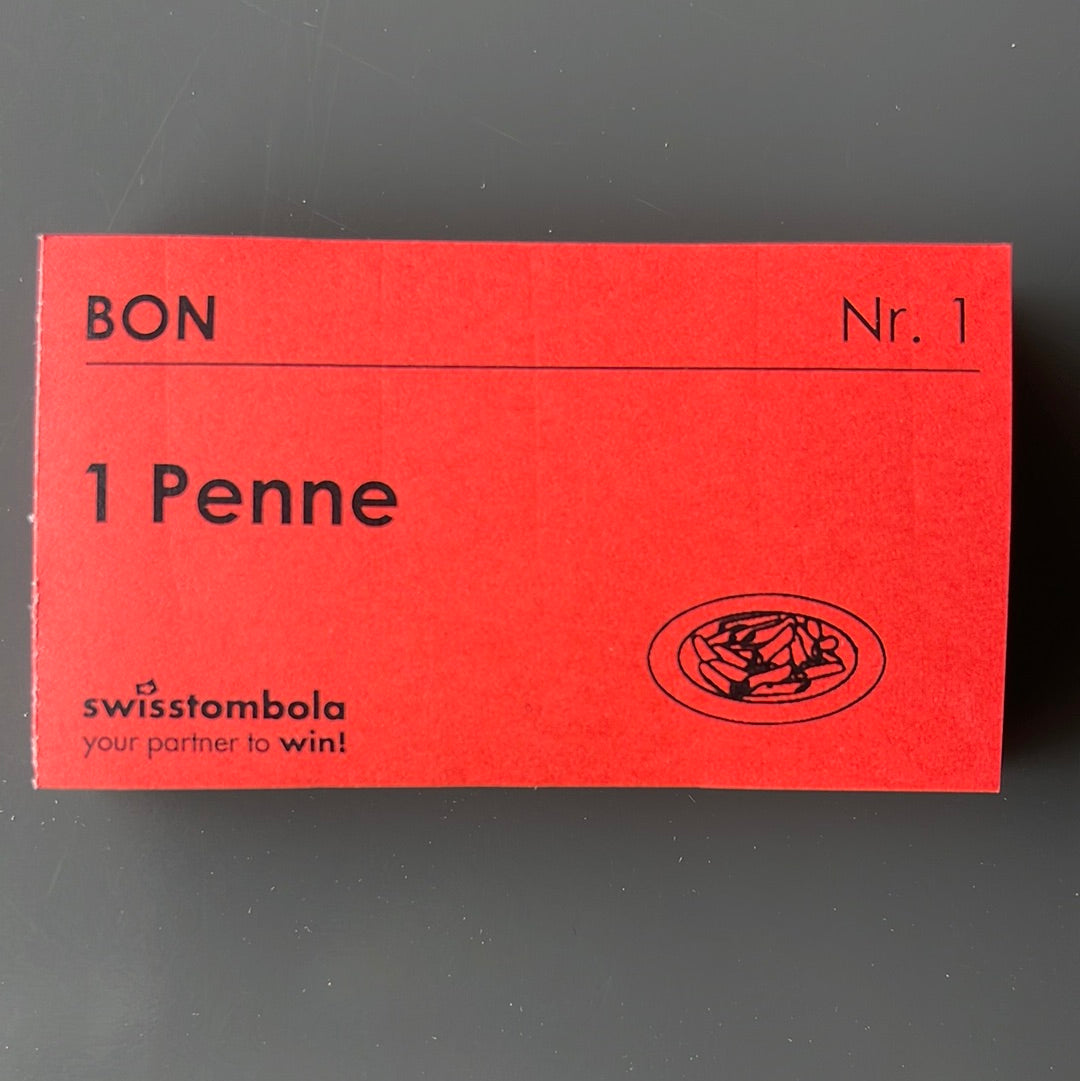 BON
Nr. 1
1 Penne
swisstombola
your partner to win!